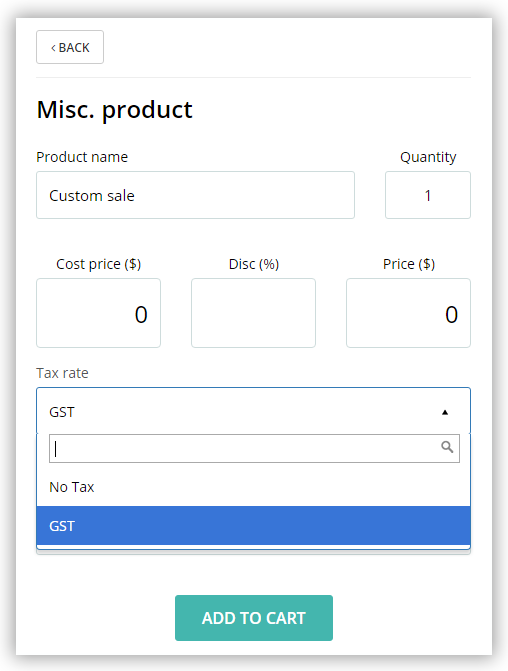 ‹ BACK
Misc. product
Product name Quantity
Custom sale 1
Cost price ($) Disc (%) Price ($)
0 0
Tax rate
GST
No Tax
GST
ADD TO CART